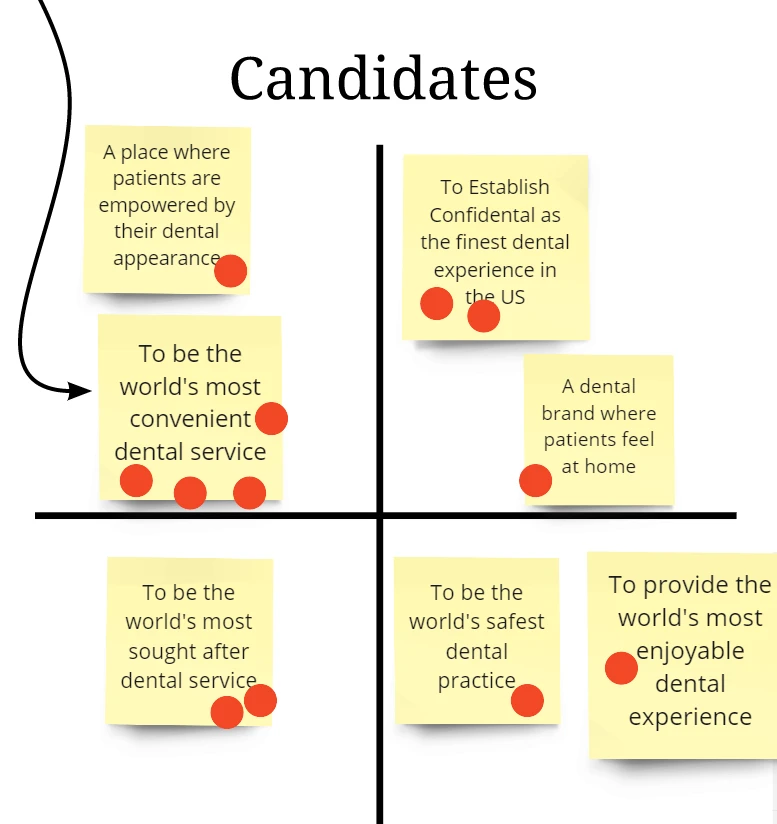 Candidates
A place where
patients are
empowered by
their dental
appearance
To be the
world's most
convenient
dental service
To Establish
Confidental as
the finest dental
experience in
the US
A dental
brand where
patients feel
at home
To be the
world's most
sought after
dental service
To be the
world's safest
dental
practice
To provide the
world's most
enjoyable
dental
experience